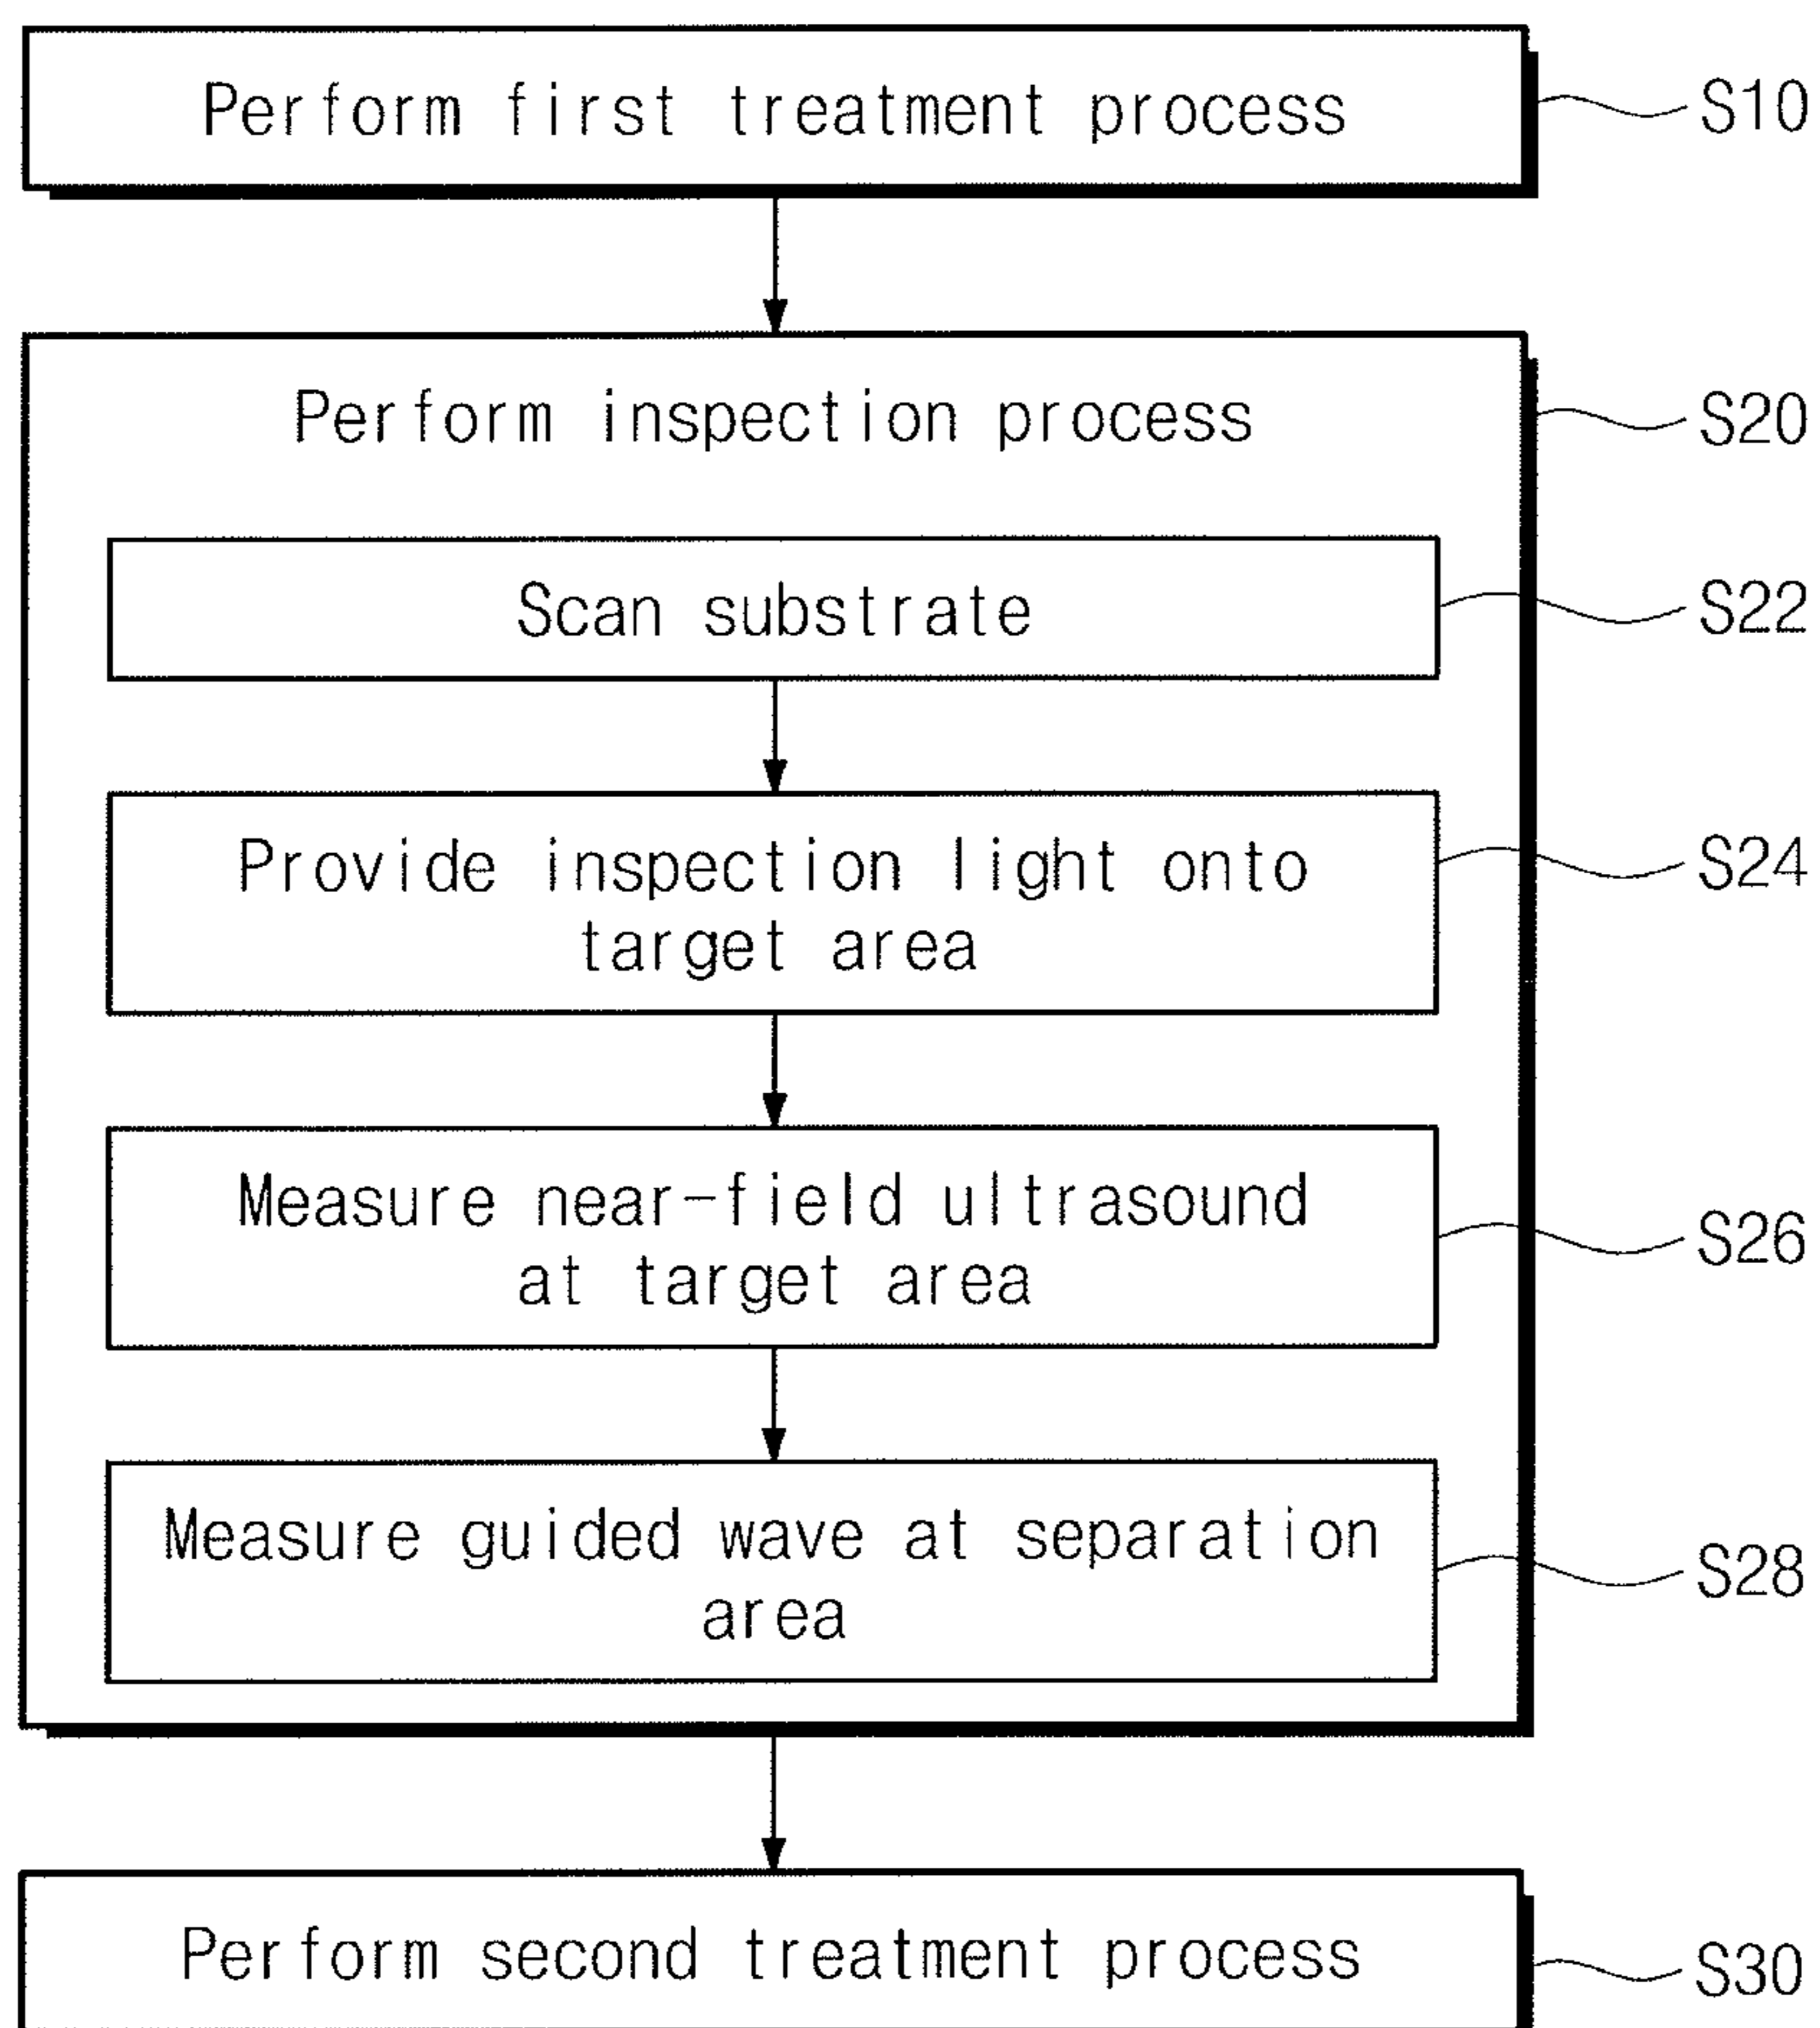 Perform first treatment process
S10
Perform inspection process
S20
Scan substrate
S22
Provide inspection light onto
target area
S24
Measure near-field ultrasound
at target area
S26
Measure guided wave at separation
area
S28
Perform second treatment process
S30